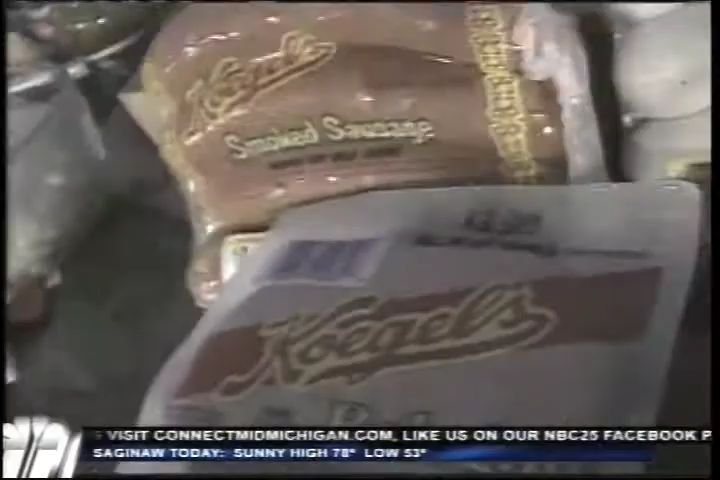 Koegel's
Smoked Sausage
Koegel's
VISIT CONNECTMIDMICHIGAN.COM, LIKE US ON OUR NBC25 FACEBOOK P
SAGINAW TODAY: SUNNY HIGH 78° LOW 53°